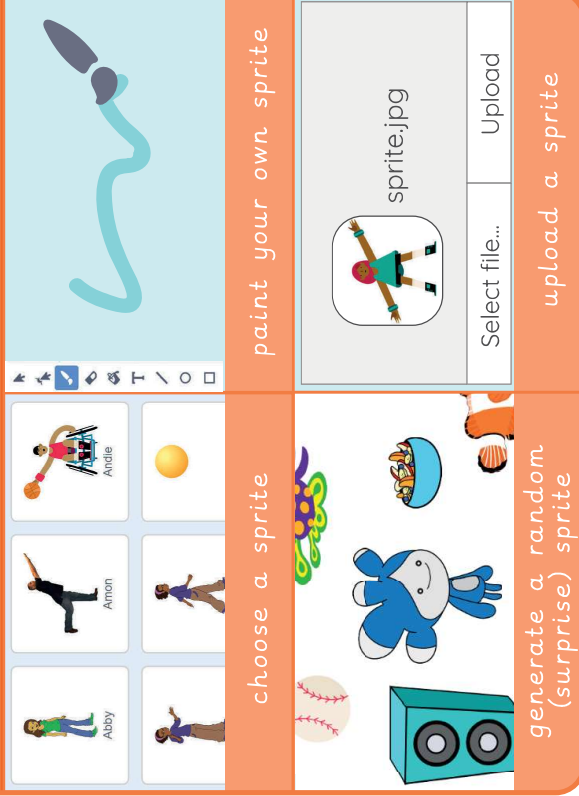 Abby
Amon
Andie
choose a sprite
paint your own sprite
generate a random
(surprise) sprite
sprite.jpg
Select file...
Upload
upload a sprite